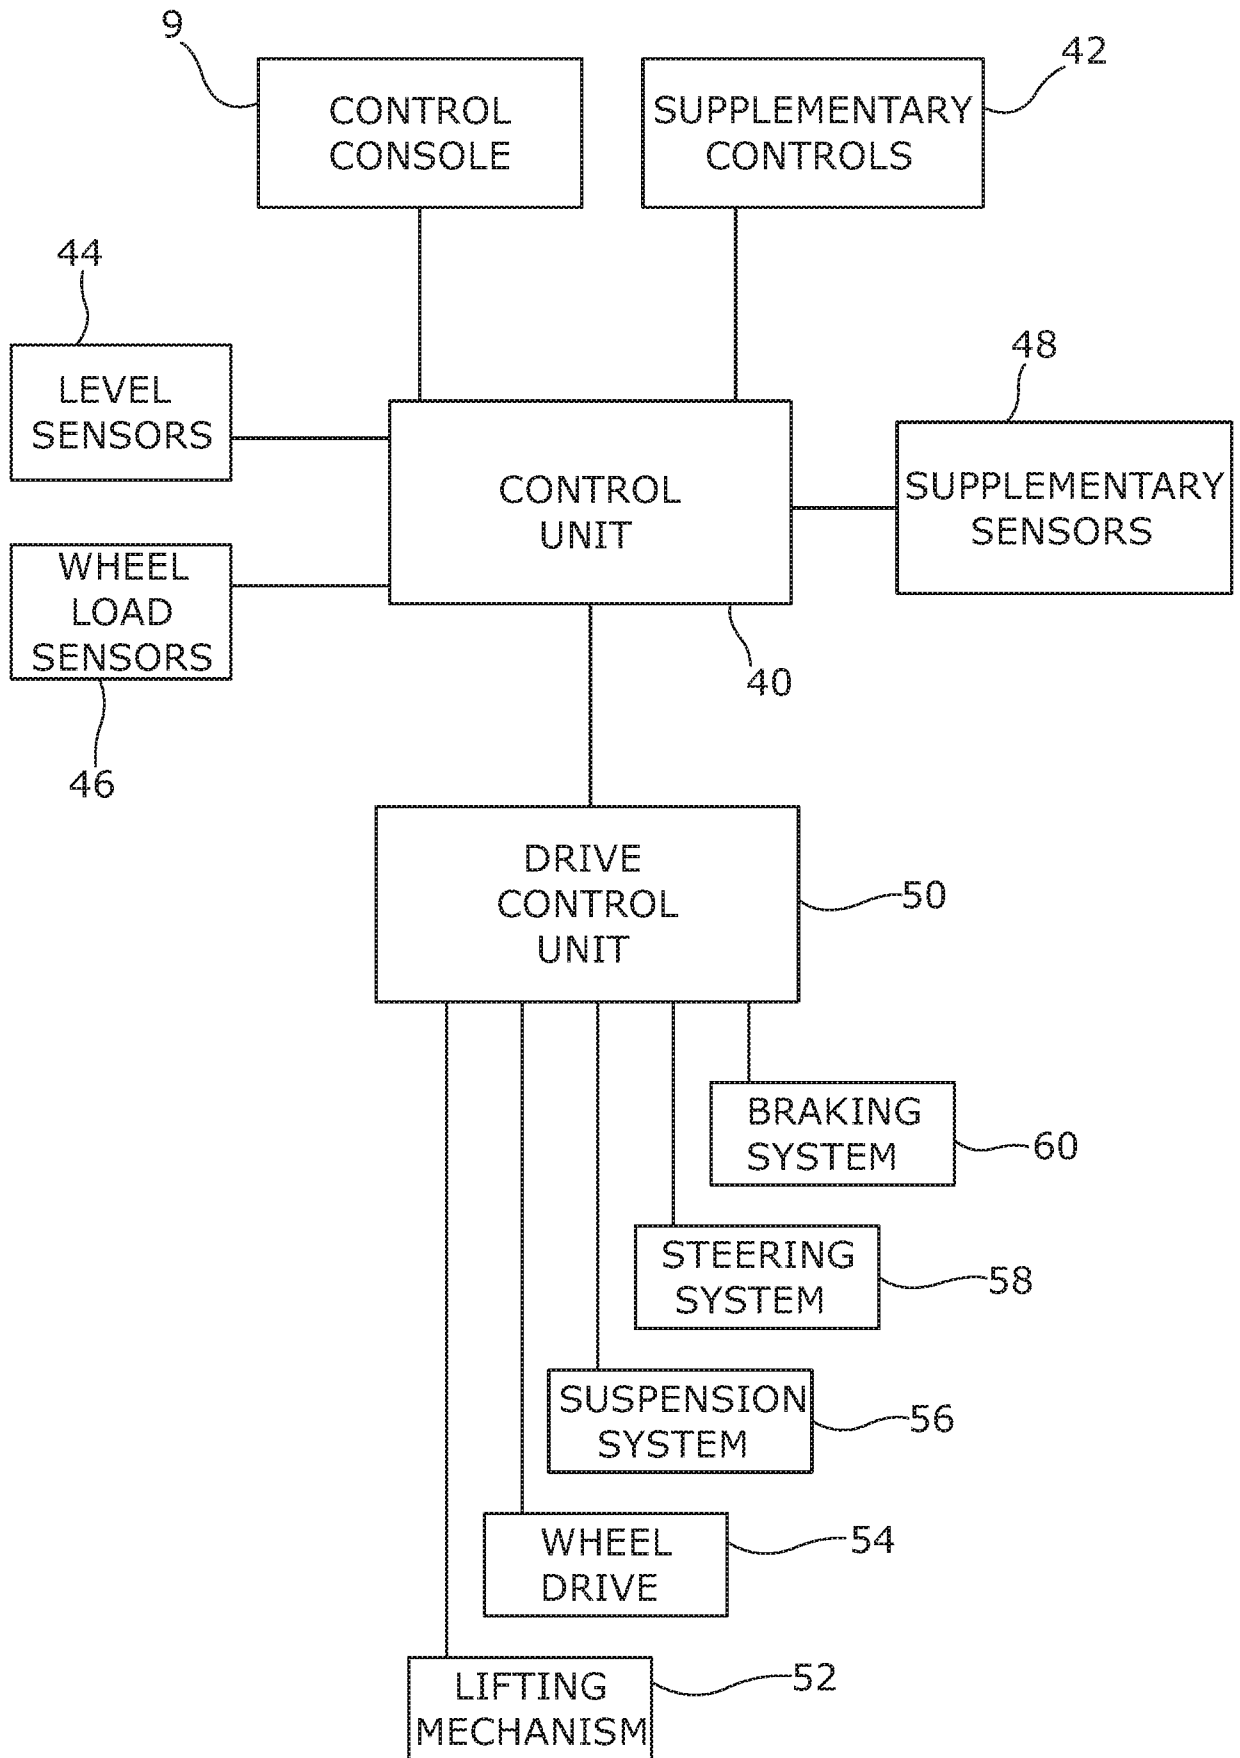 9
CONTROL
CONSOLE
42
SUPPLEMENTARY
CONTROLS
44
LEVEL
SENSORS
48
SUPPLEMENTARY
SENSORS
CONTROL
UNIT
40
WHEEL
LOAD
SENSORS
46
DRIVE
CONTROL
UNIT
50
BRAKING
SYSTEM
60
STEERING
SYSTEM
58
SUSPENSION
SYSTEM
56
WHEEL
DRIVE
54
LIFTING
MECHANISM
52